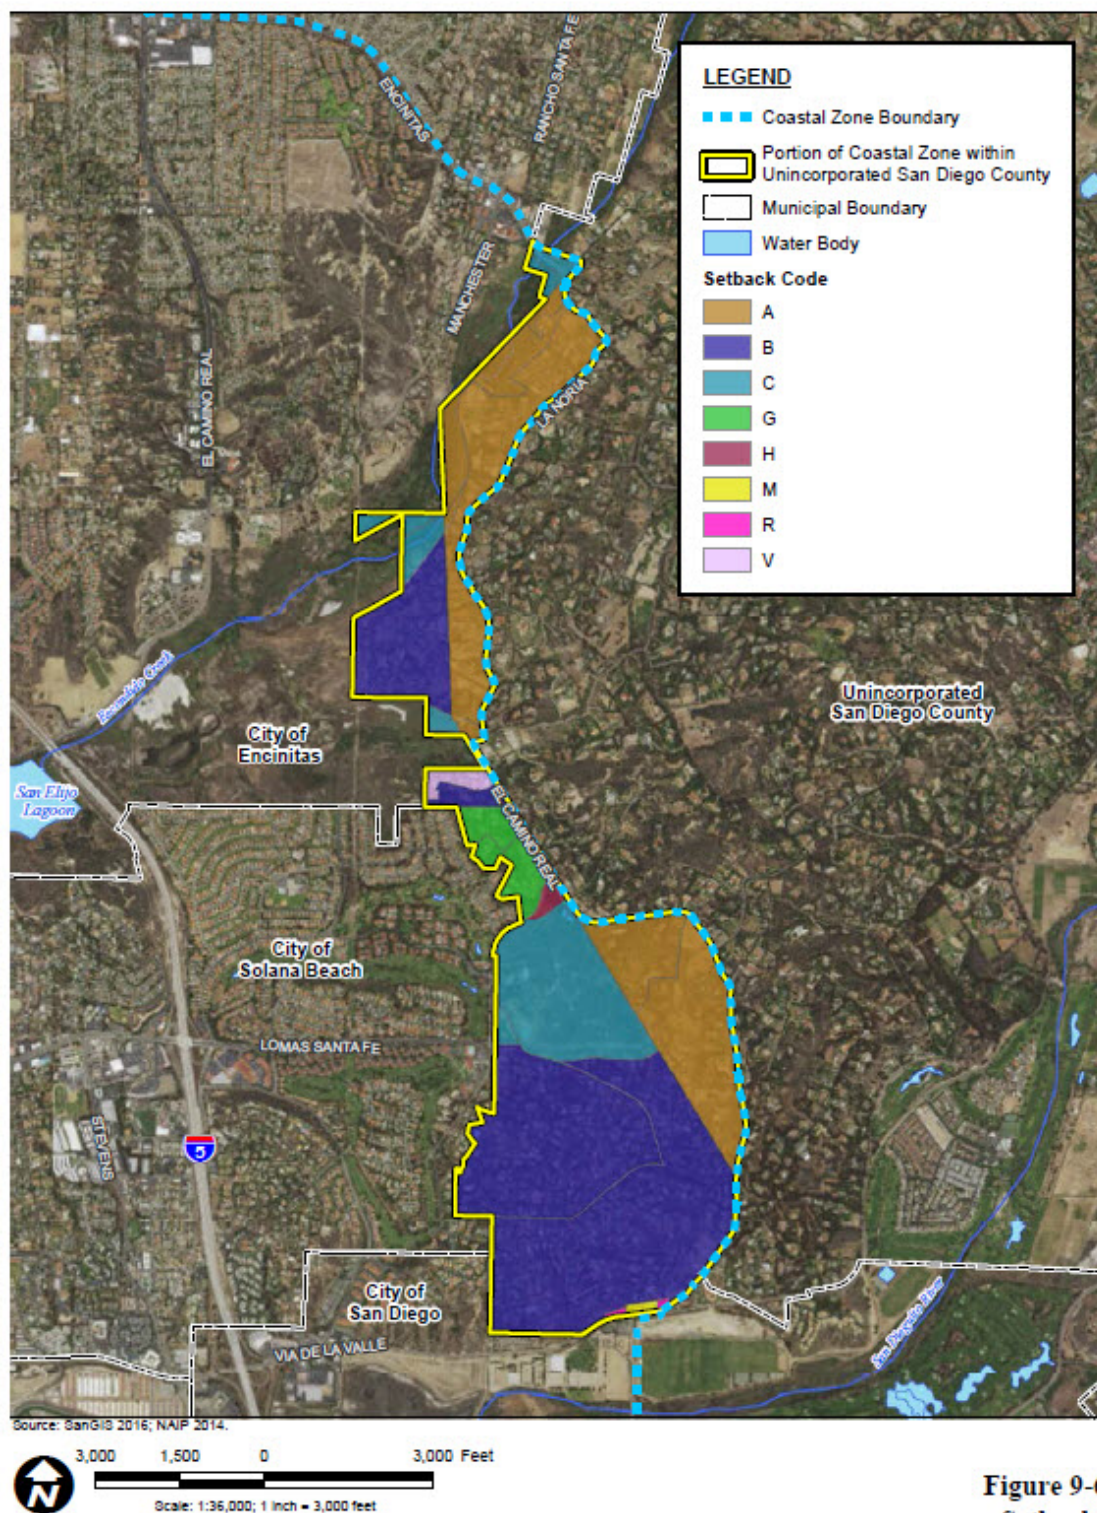 ENCINITAS
RANCHO SANTA FE
LEGEND
Coastal Zone Boundary
Portion of Coastal Zone within
Unincorporated San Diego County
Municipal Boundary
Water Body
Setback Code
A
B
C
G
H
M
R
V
MANCHESTER
EL CAMINO REAL
LA NORIA
Escondido Creek
Unincorporated
San Diego County
City of
Encinitas
San Elijo
Lagoon
EL CAMINO REAL
City of
Solana Beach
LOMAS SANTA FE
STEVENS
5
City of
San Diego
San Dieguito River
VIA DE LA VALLE
Source: SanGIS 2016; NAIP 2014.
3,000 1,500 0 3,000 Feet
N
Scale: 1:36,000; 1 inch = 3,000 feet
Figure 9-